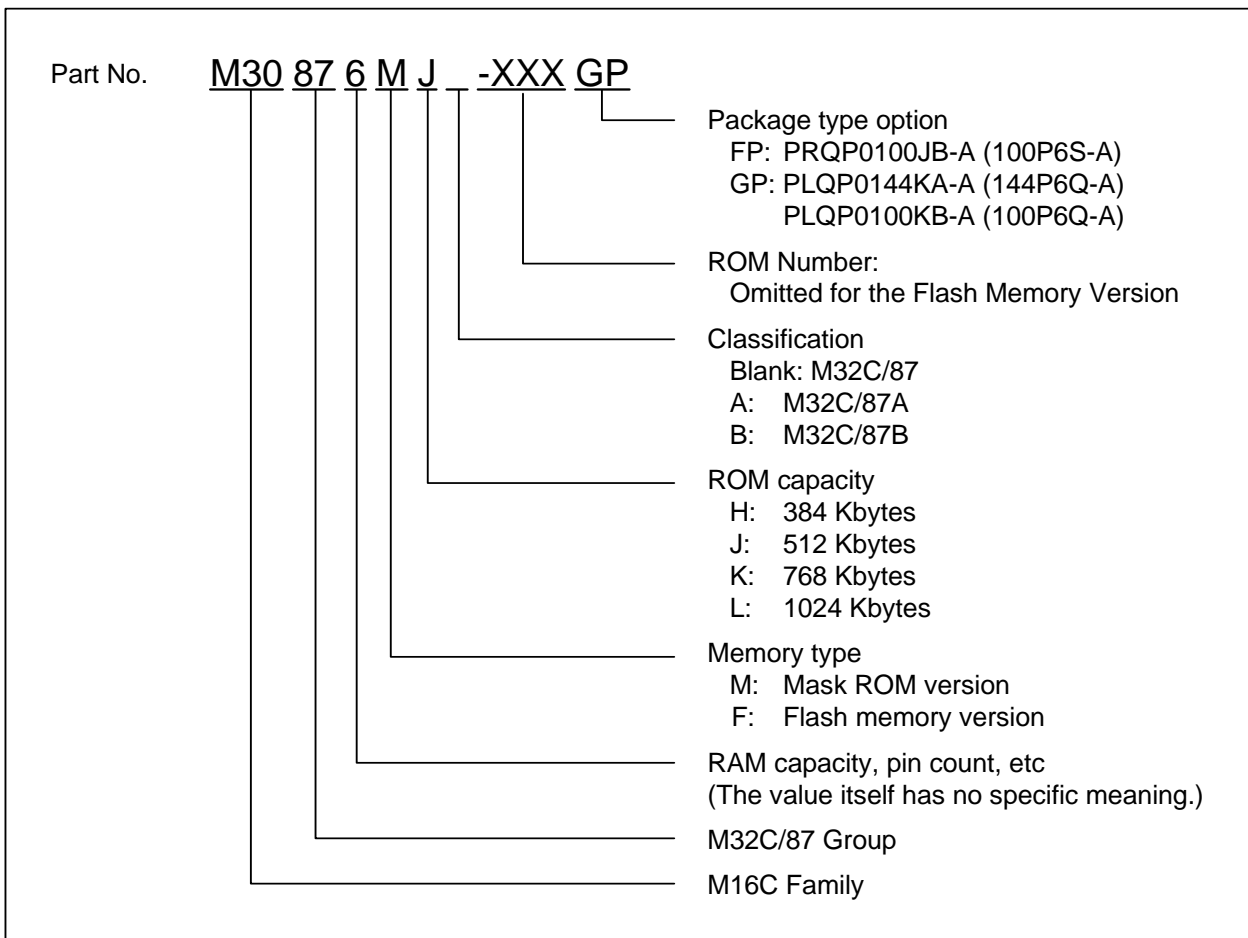 Part No. M30 87 6 M J _ -XXX GP
Package type option
FP: PRQP0100JB-A (100P6S-A)
GP: PLQP0144KA-A (144P6Q-A)
PLQP0100KB-A (100P6Q-A)
ROM Number:
Omitted for the Flash Memory Version
Classification
Blank: M32C/87
A: M32C/87A
B: M32C/87B
ROM capacity
H: 384 Kbytes
J: 512 Kbytes
K: 768 Kbytes
L: 1024 Kbytes
Memory type
M: Mask ROM version
F: Flash memory version
RAM capacity, pin count, etc
(The value itself has no specific meaning.)
M32C/87 Group
M16C Family